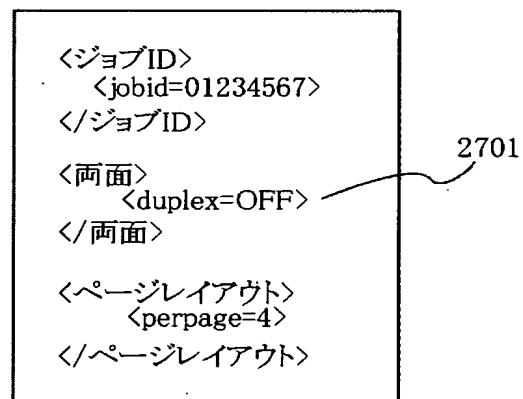 <ジョブID>
<jobid=01234567>
</ジョブID>
<両面>
<duplex=OFF>
</両面>
<ページレイアウト>
<perpage=4>
</ページレイアウト>
2701